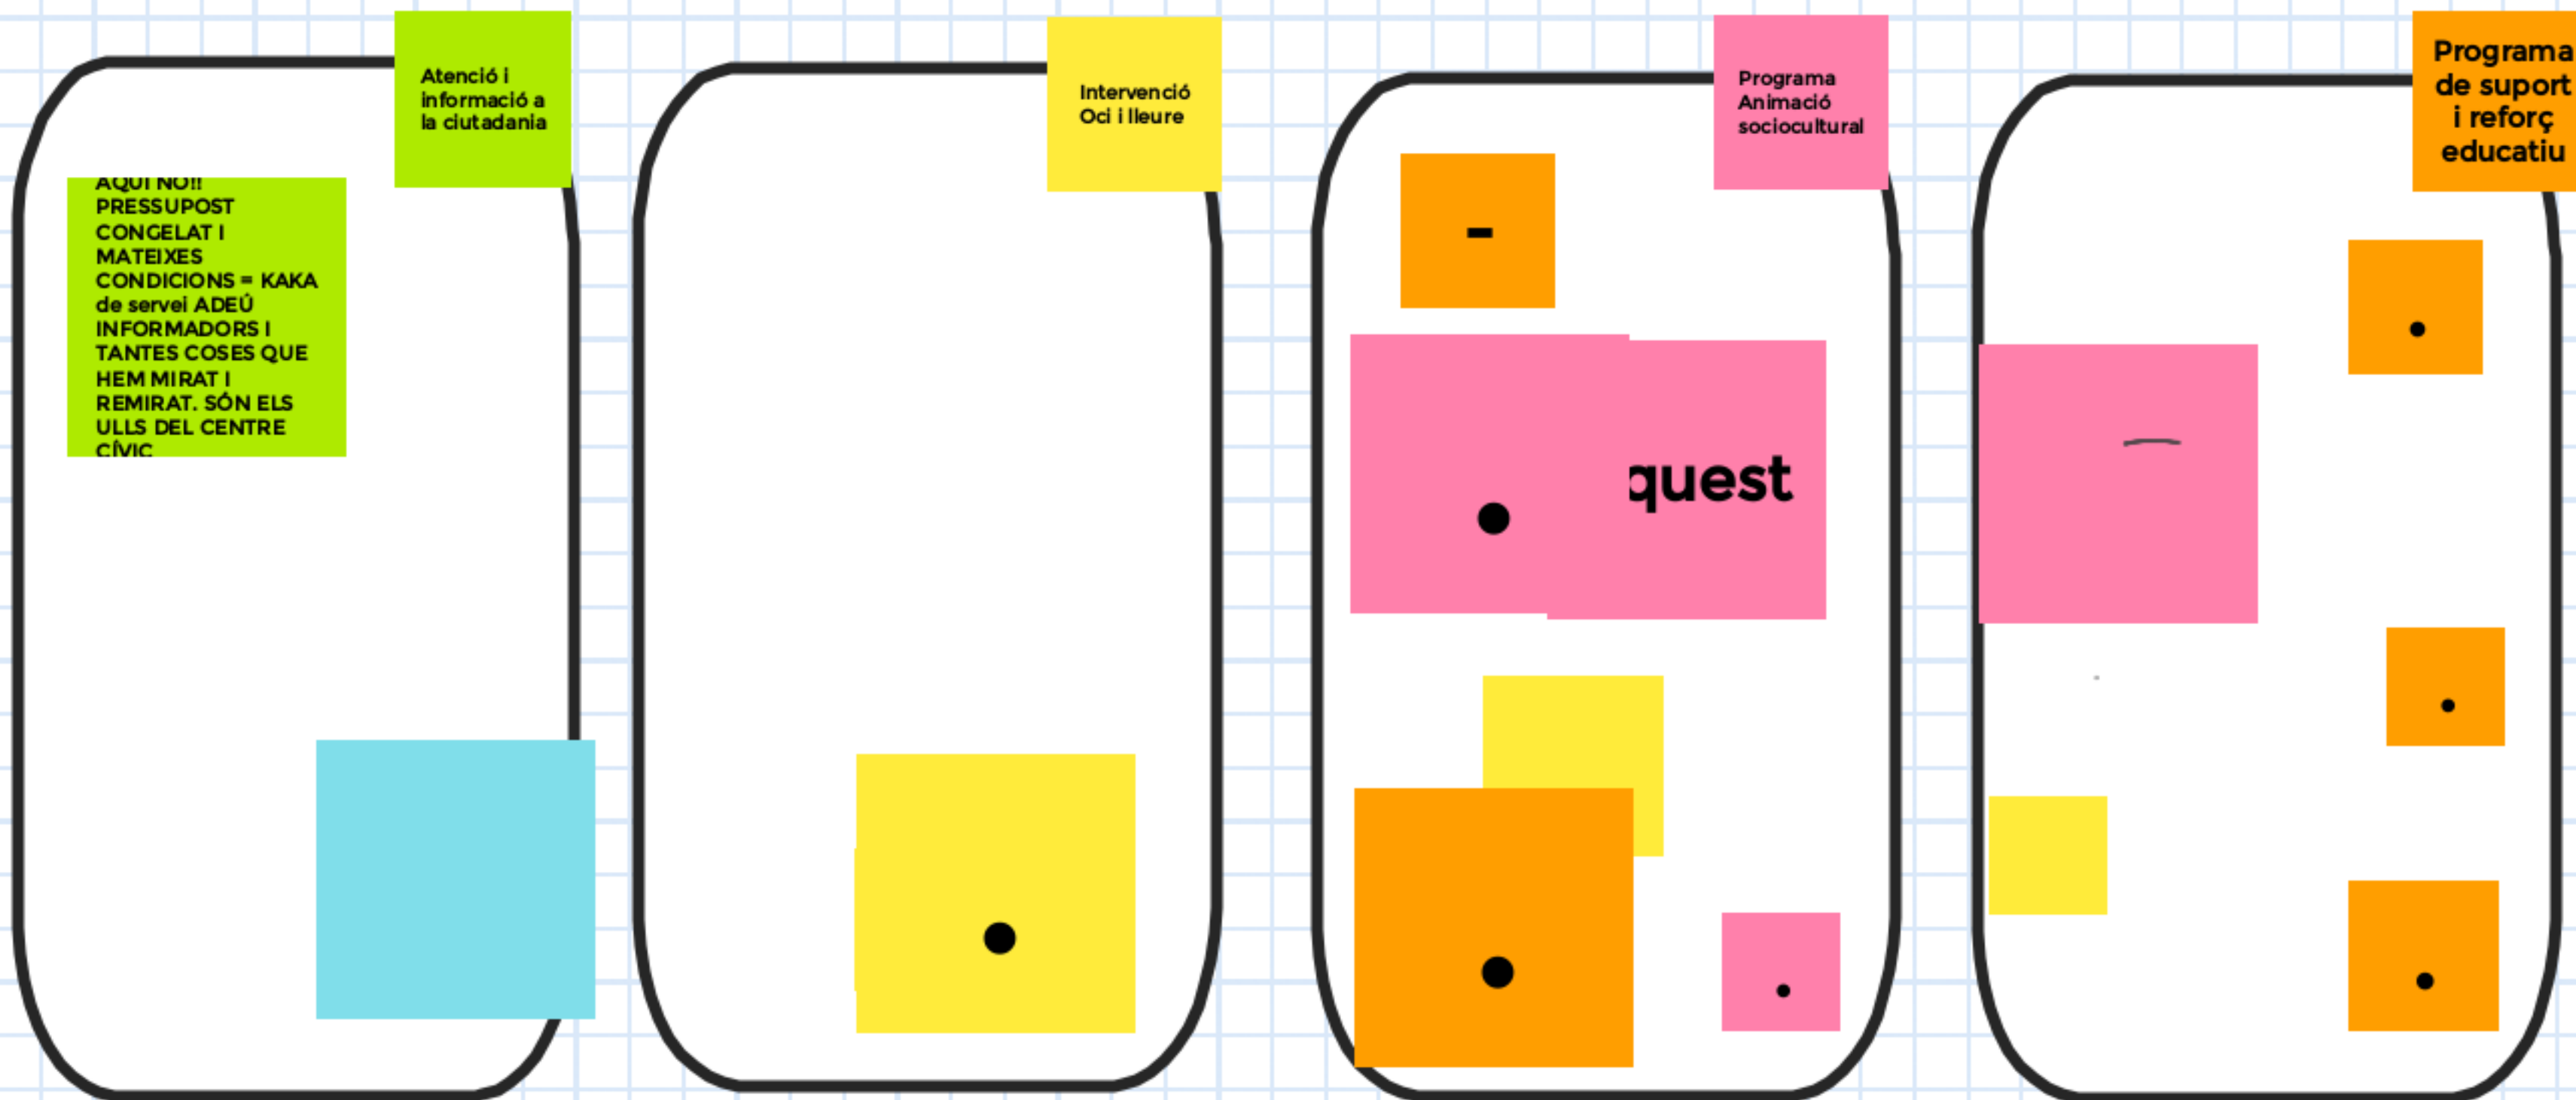 Atenció i
informació a
la ciutadania
AQUÍ NO!!
PRESSUPOST
CONGELAT I
MATEIXES
CONDICIONS = KAKA
de servei ADEÚ
INFORMADORS I
TANTES COSES QUE
HEM MIRAT I
REMIRAT. SÓN ELS
ULLS DEL CENTRE
CÍVIC
Intervenció
Oci i lleure
Programa
Animació
sociocultural
-
quest
.
.
.
.
Programa
de suport
i reforç
educatiu
.
.
.